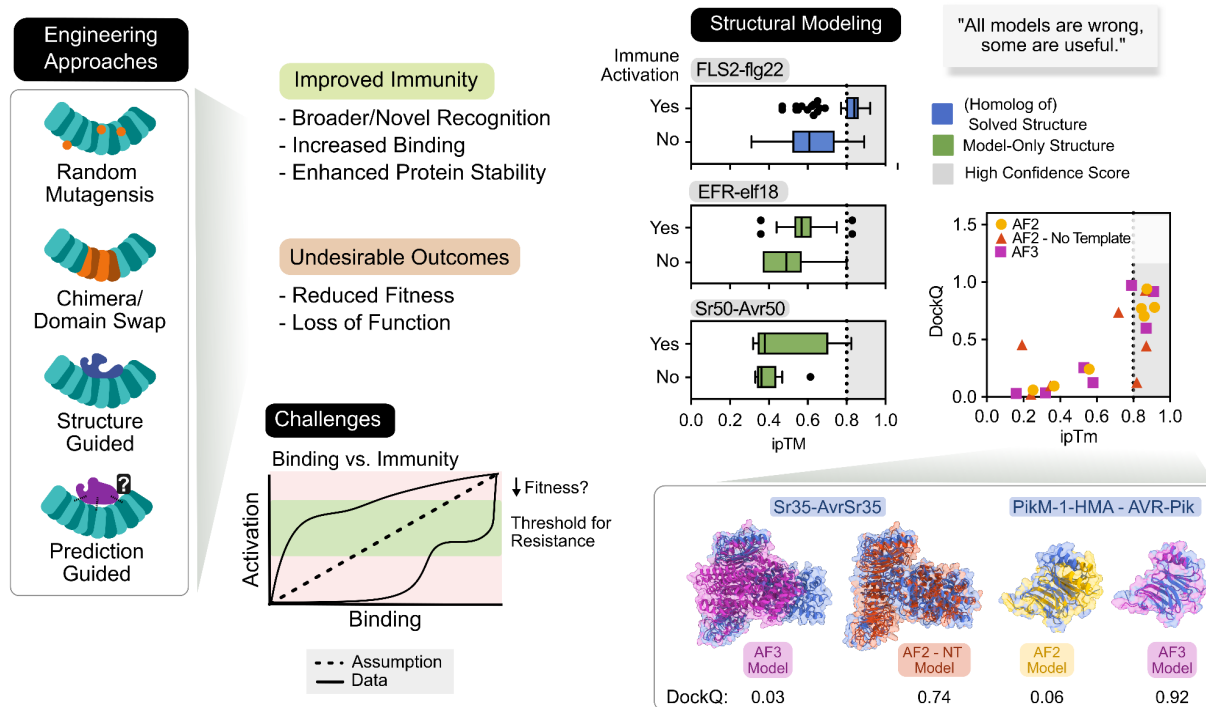 Engineering
Approaches
Random
Mutagensis
Chimera/
Domain Swap
Structure
Guided
?
Prediction
Guided
Improved Immunity
- Broader/Novel Recognition
- Increased Binding
- Enhanced Protein Stability
Undesirable Outcomes
- Reduced Fitness
- Loss of Function
Challenges
Binding vs. Immunity
Activation
Binding
↓ Fitness?
Threshold for
Resistance
Assumption
Data
Structural Modeling
Immune
Activation
FLS2-flg22
Yes
No
EFR-elf18
Yes
No
Sr50-Avr50
Yes
No
0.0 0.2 0.4 0.6 0.8 1.0
ipTM
"All models are wrong,
some are useful."
(Homolog of)
Solved Structure
Model-Only Structure
High Confidence Score
1.5
1.0
0.5
0.0
DockQ
AF2
AF2 - No Template
AF3
0.0 0.2 0.4 0.6 0.8 1.0
ipTm
Sr35-AvrSr35
PikM-1-HMA - AVR-Pik
AF3
Model
AF2 - NT
Model
AF2
Model
AF3
Model
DockQ: 0.03 0.74 0.06 0.92